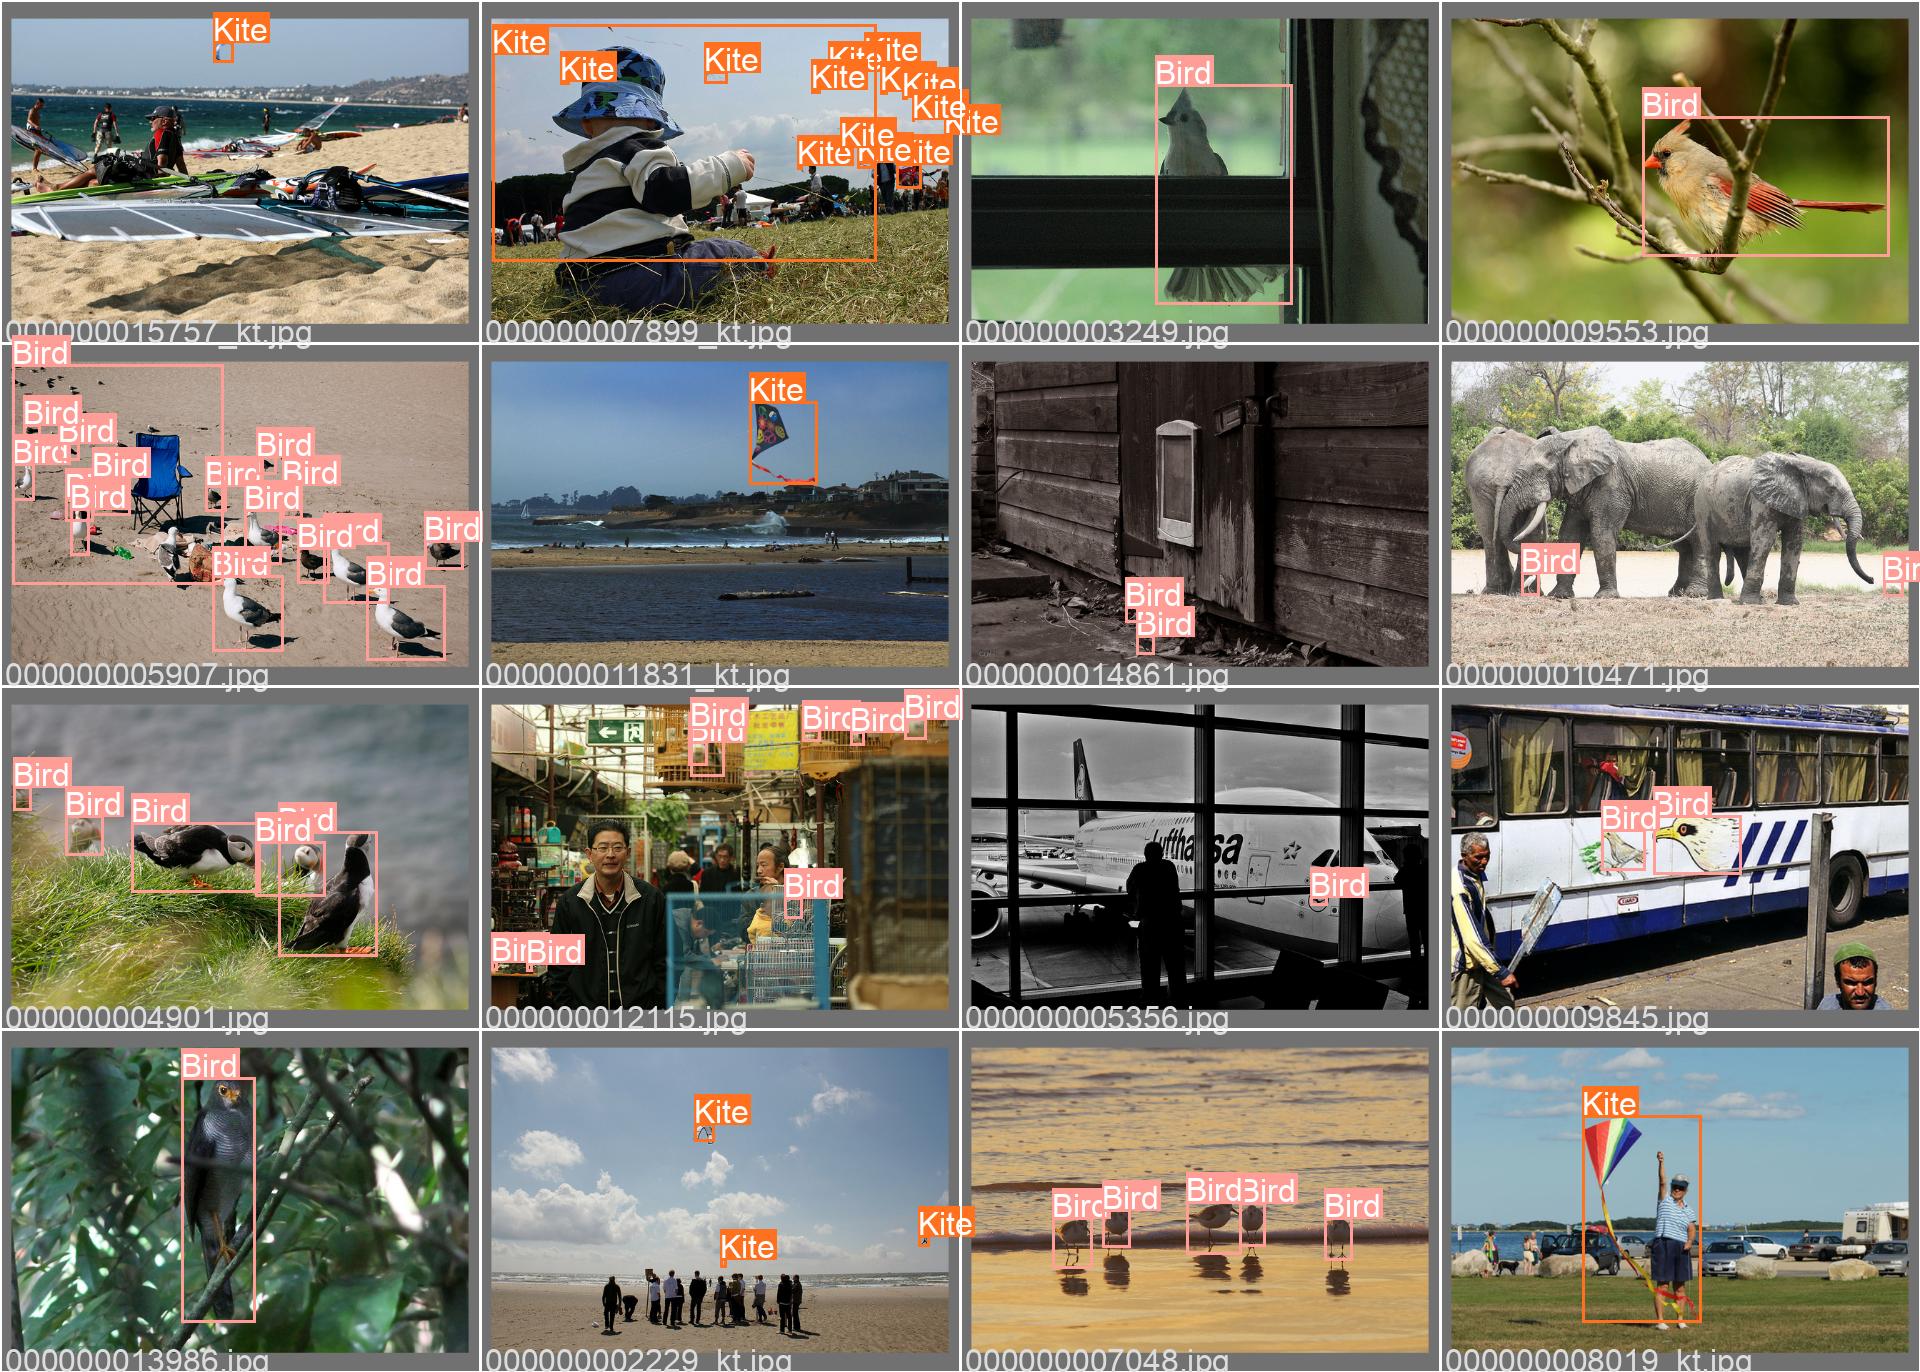 Kite
Kite
Kite
Kite
Kite
Kite
Kite
Kite
Kite
Kite
Kite
Kite
Kite
Bird
Bird
000000015757_kt.jpg
000000007899_kt.jpg
000000003249.jpg
000000009553.jpg
Bird
Bird
Bird
Bird
Bird
Bird
Bird
Bird
Bird
Bird
Bird
Bird
Bird
Kite
Bird
Bird
Bird
000000005907.jpg
000000011831_kt.jpg
000000014861.jpg
000000010471.jpg
Bird
Bird
Bird
Bird
Bird
Bird
Bird
Bird
Bird
Bird
Bird
Lufthansa
Bird
Bird
Bird
000000004901.jpg
000000012115.jpg
000000005356.jpg
000000009845.jpg
Bird
Kite
Kite
Kite
Bird
Bird
Bird
Bird
Bird
Kite
000000013986.jpg
000000002229_kt.jpg
000000007048.jpg
000000008019_kt.jpg